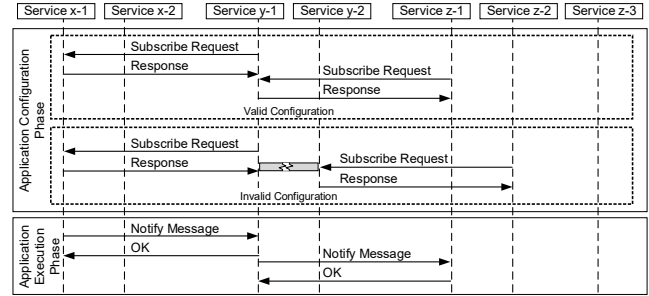 Service x-1 Service x-2 Service y-1 Service y-2 Service z-1 Service z-2 Service z-3
Application Configuration
Phase
Subscribe Request
Response
Subscribe Request
Response
Valid Configuration
Subscribe Request
Response
Subscribe Request
Response
Invalid Configuration
Application
Execution
Phase
Notify Message
OK
Notify Message
OK